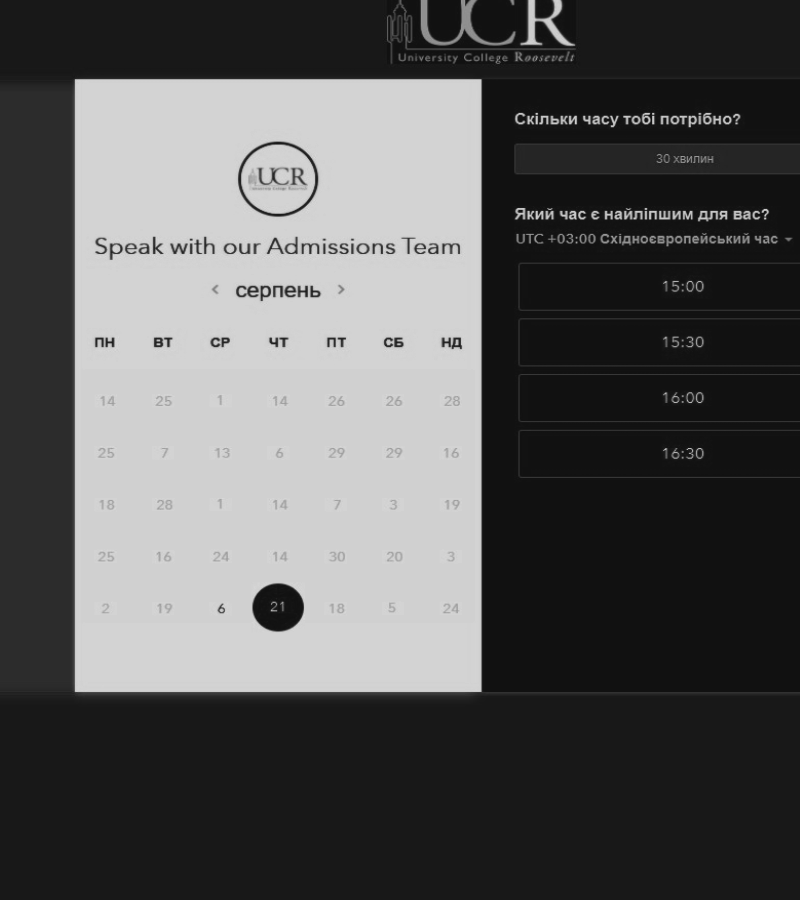 UCR
University College Roosevelt
UCR
Speak with our Admissions Team
< серпень >
ПН ВТ СР ЧТ ПТ СБ НД
14 25 1 14 26 26 28
25 7 13 6 29 29 16
18 28 1 14 7 3 19
25 16 24 14 30 20 3
2 19 6 21 18 5 24
Скільки часу тобі потрібно?
30 хвилин
Який час є найліпшим для вас?
UTC +03:00 Східноєвропейський час
15:00
15:30
16:00
16:30